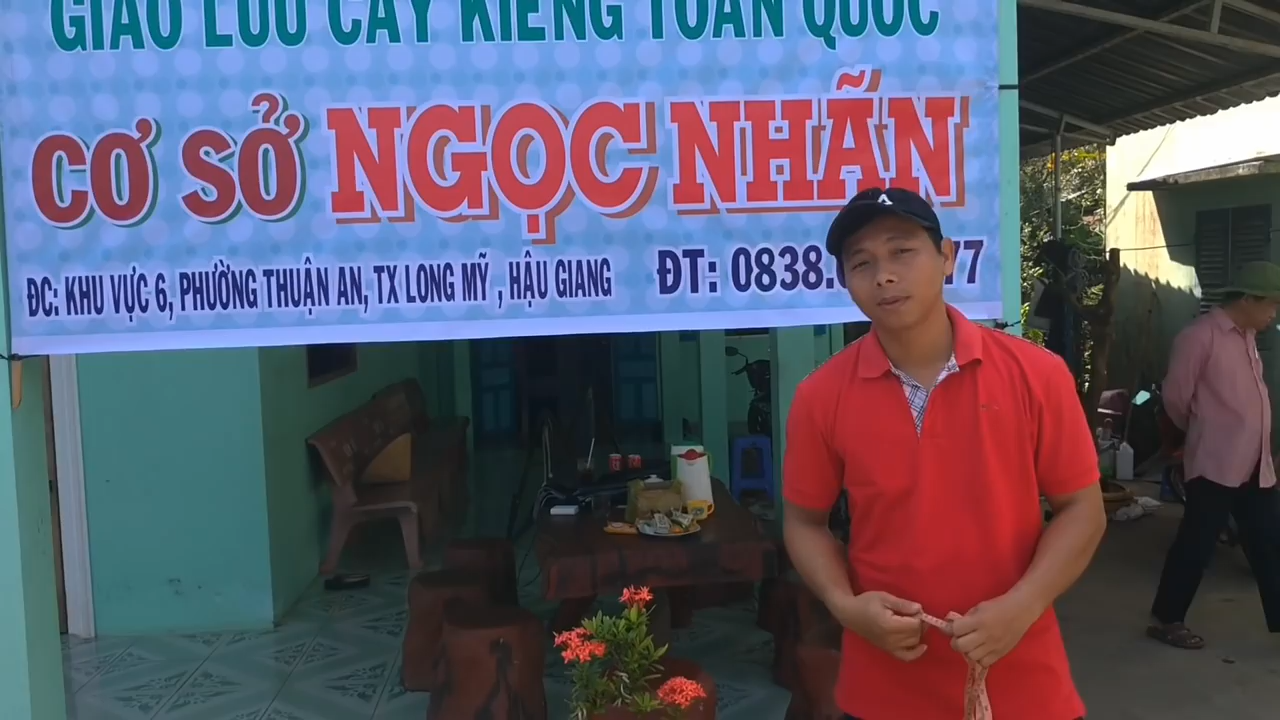 GIAO LƯU CÂY KIỂNG TOÀN QUỐC
CƠ SỞ NGỌC NHÃN
ĐC: KHU VỰC 6, PHƯỜNG THUẬN AN, TX LONG MỸ , HẬU GIANG
ĐT: 0838. 77